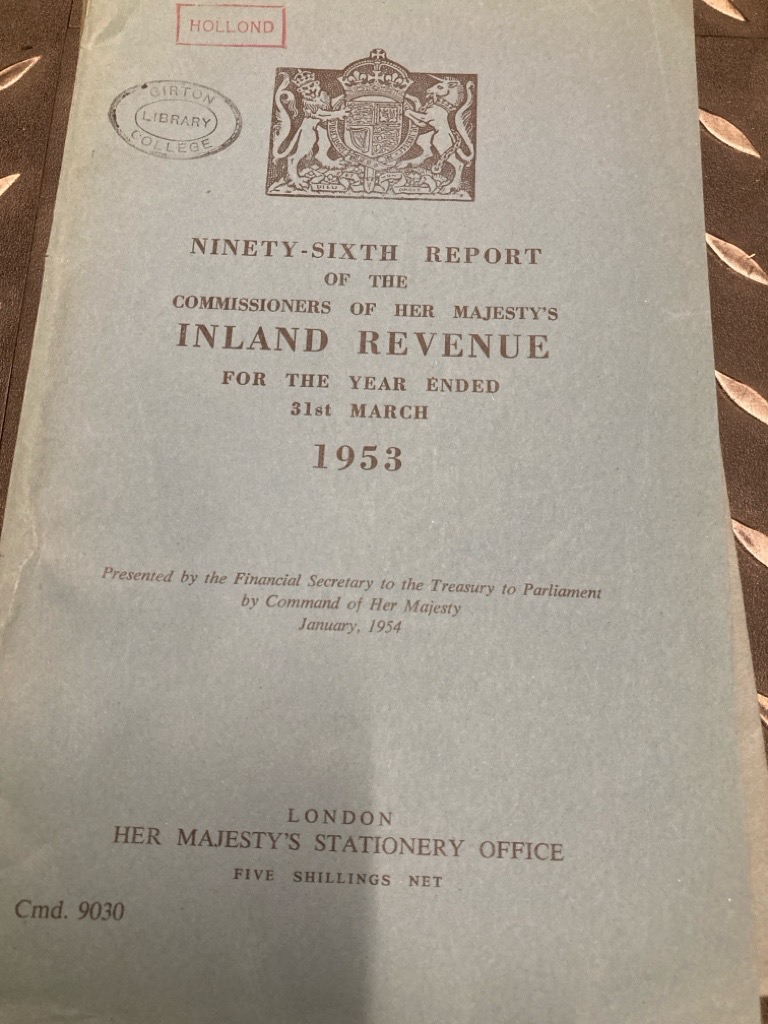 HOLLOND
GIRTON
LIBRARY
COLLEGE
DIEU
NINETY-SIXTH REPORT
OF THE
COMMISSIONERS OF HER MAJESTY'S
INLAND REVENUE
FOR THE YEAR ENDED
31st MARCH
1953
Presented by the Financial Secretary to the Treasury to Parliament
by Command of Her Majesty
January, 1954
LONDON
HER MAJESTY'S STATIONERY OFFICE
FIVE SHILLINGS NET
Cmd. 9030